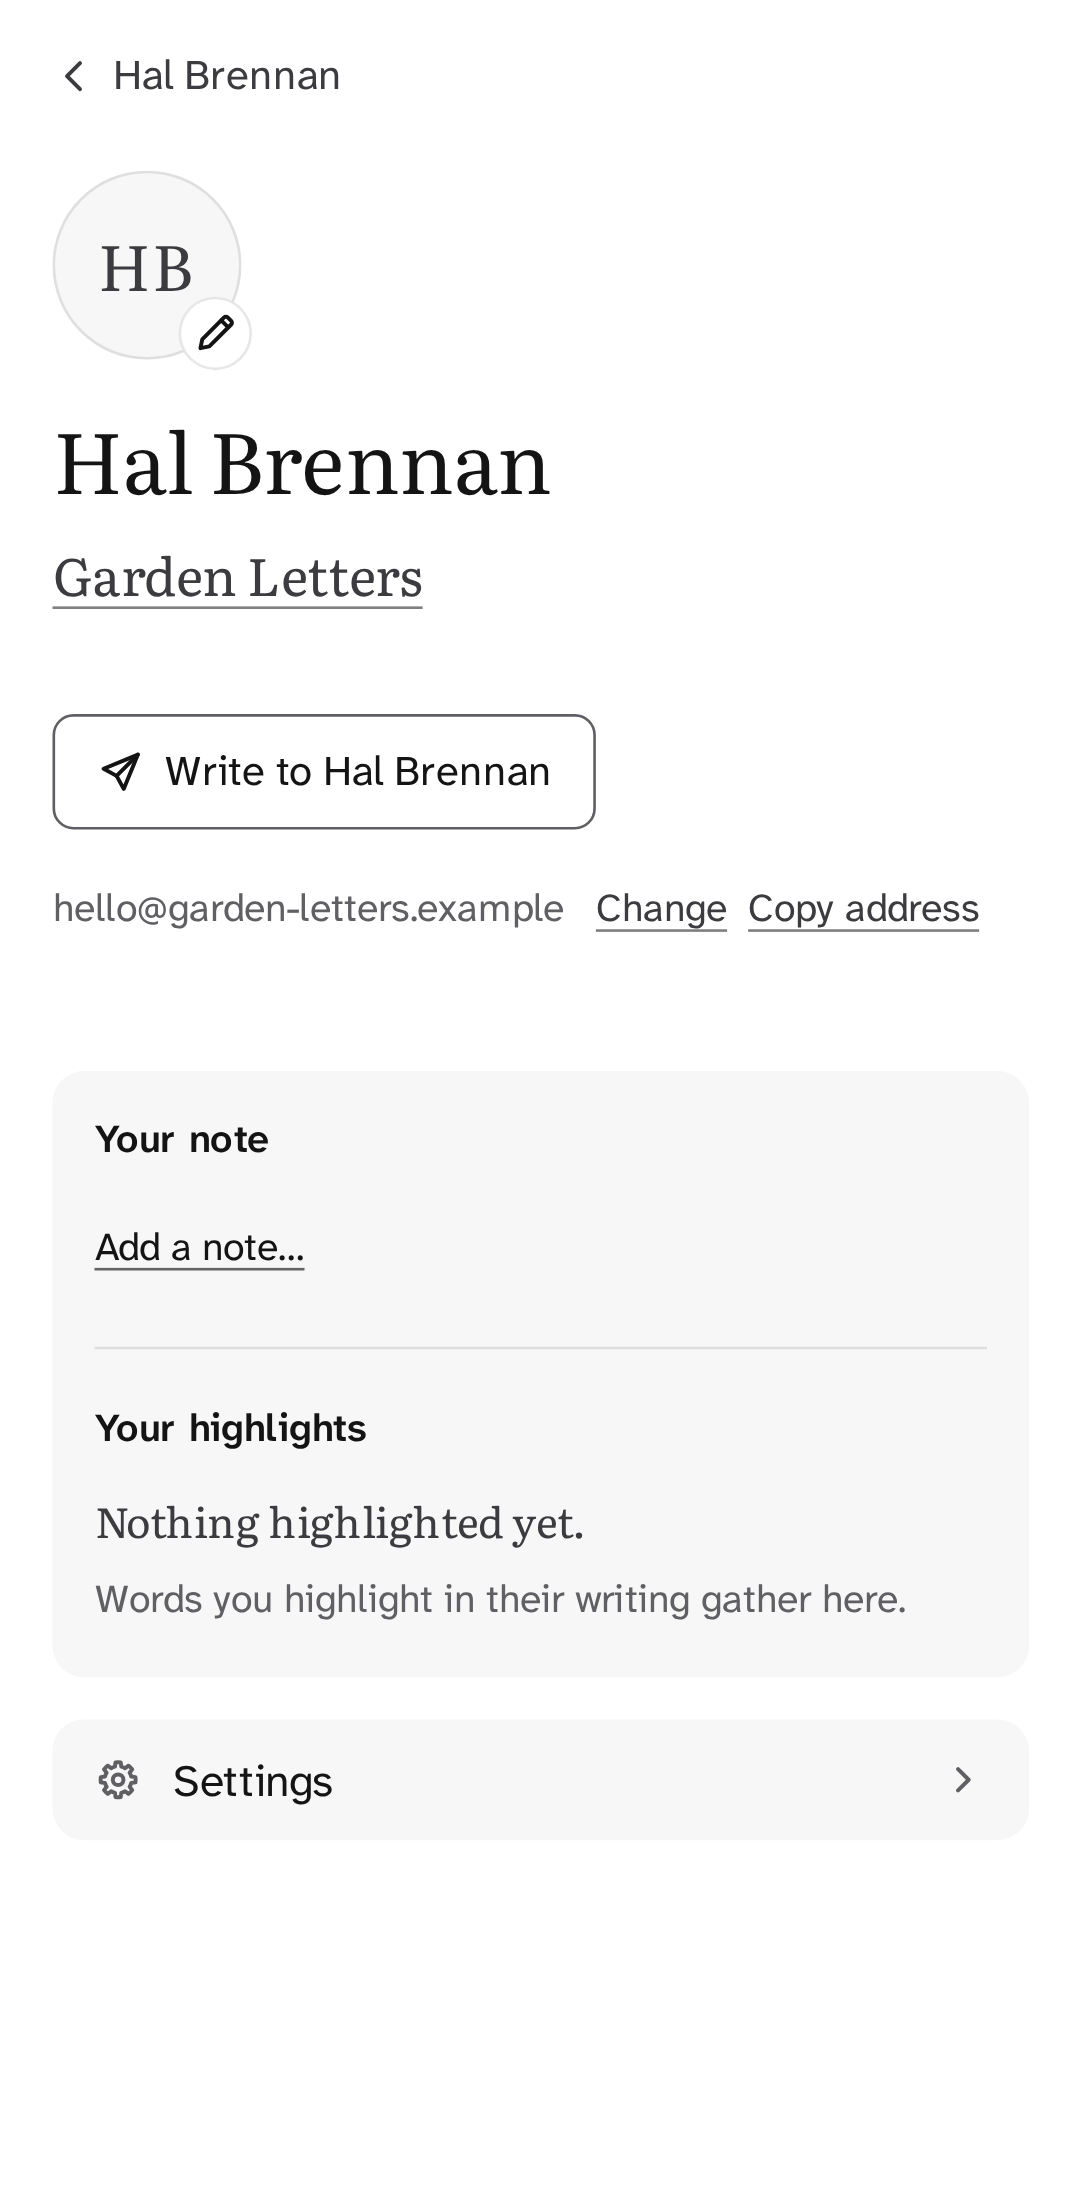 Hal Brennan
HB
Hal Brennan
Garden Letters
Write to Hal Brennan
hello@garden-letters.example Change Copy address
Your note
Add a note...
Your highlights
Nothing highlighted yet.
Words you highlight in their writing gather here.
Settings